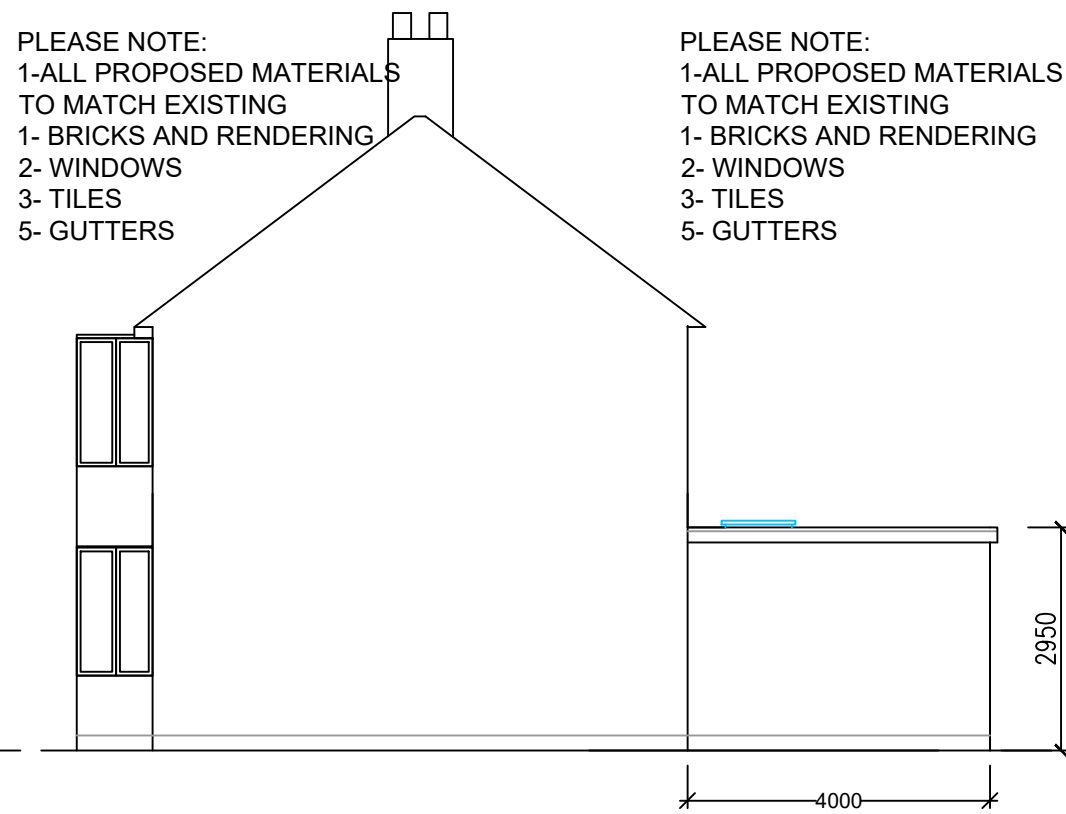 PLEASE NOTE:
1-ALL PROPOSED MATERIALS
TO MATCH EXISTING
1- BRICKS AND RENDERING
2- WINDOWS
3- TILES
5- GUTTERS
PLEASE NOTE:
1-ALL PROPOSED MATERIALS
TO MATCH EXISTING
1- BRICKS AND RENDERING
2- WINDOWS
3- TILES
5- GUTTERS
2950
4000